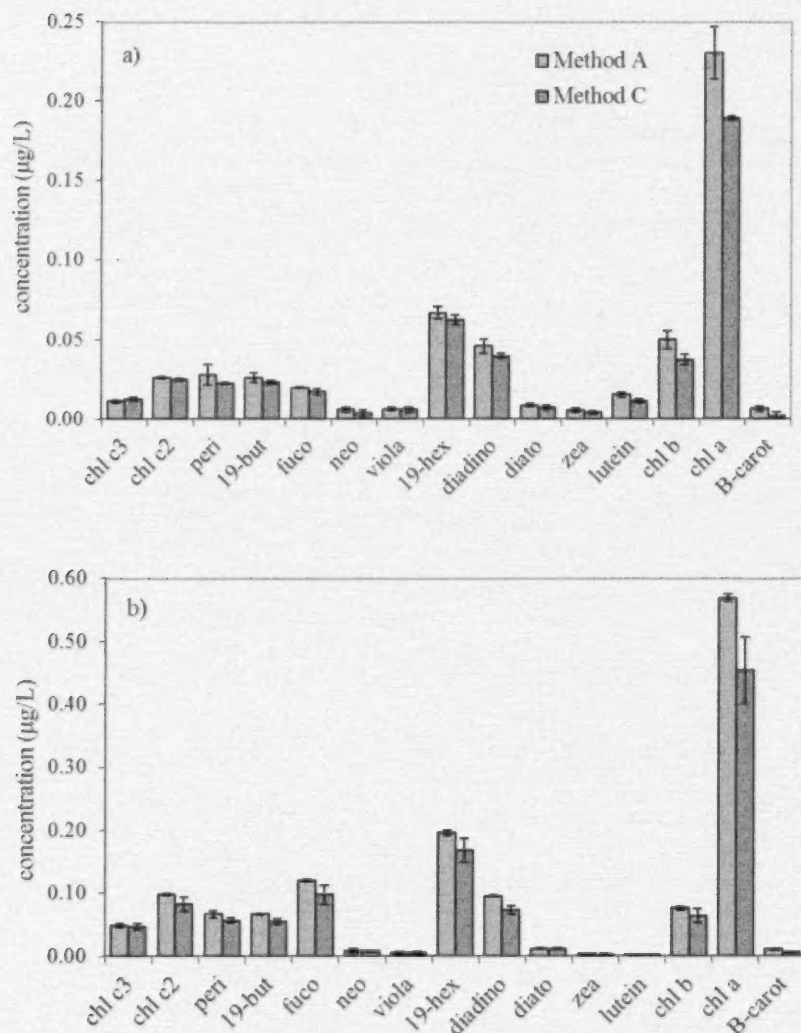 0.25
a)
Method A
Method C
0.20
0.15
0.10
0.05
0.00
concentration (µg/L)
chl c3
chl c2
peri
19-but
fuco
neo
viola
19-hex
diadino
diato
zea
lutein
chl b
chl a
B-carot
0.60
b)
0.50
0.40
0.30
0.20
0.10
0.00
concentration (µg/L)
chl c3
chl c2
peri
19-but
fuco
neo
viola
19-hex
diadino
diato
zea
lutein
chl b
chl a
B-carot